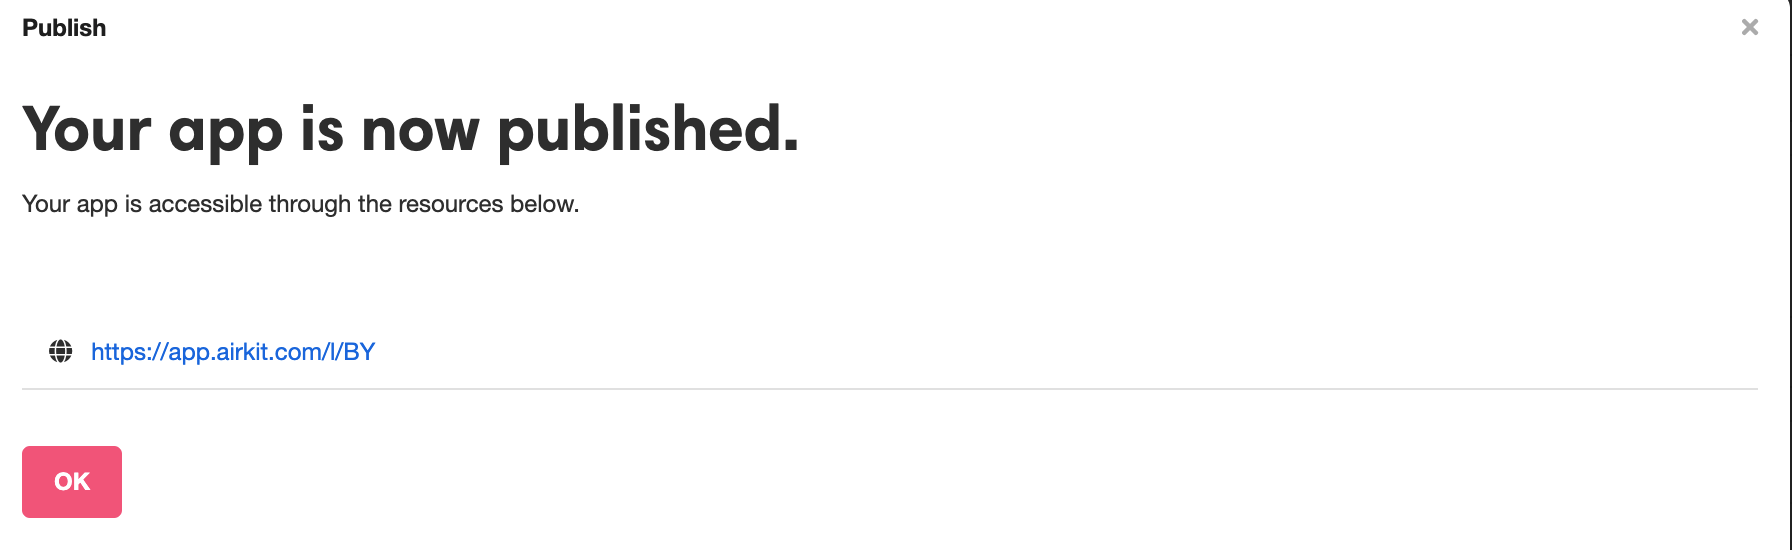 Publish
Your app is now published.
Your app is accessible through the resources below.
https://app.airkit.com/l/BY
OK